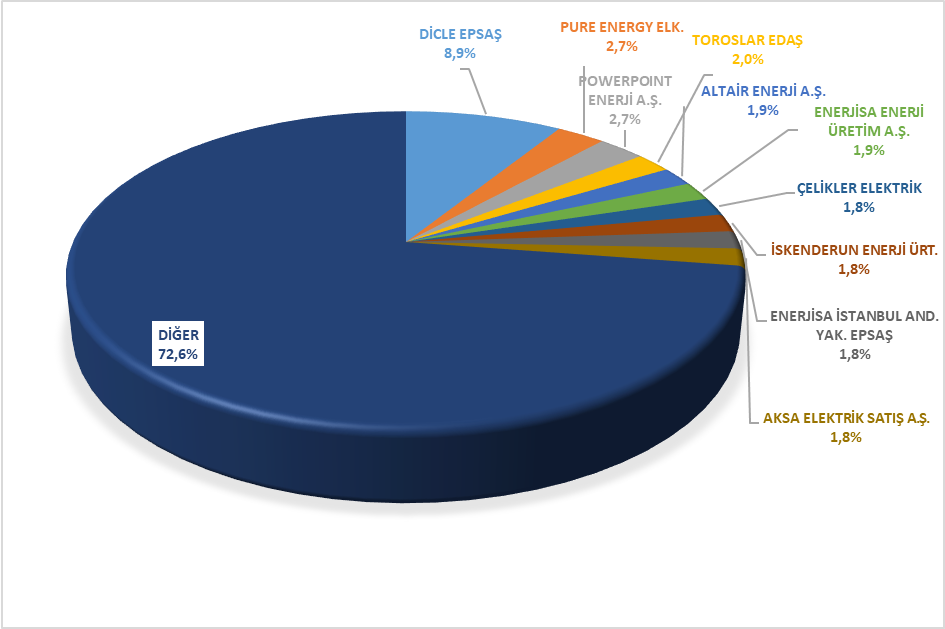 DİCLE EPSAŞ
8,9%
PURE ENERGY ELK.
2,7%
POWERPOINT
ENERJİ A.Ş.
2,7%
TOROSLAR EDAŞ
2,0%
ALTAİR ENERJİ A.Ş.
1,9%
ENERJİSA ENERJİ
ÜRETİM A.Ş.
1,9%
ÇELİKLER ELEKTRİK
1,8%
İSKENDERUN ENERJİ ÜRT.
1,8%
ENERJİSA İSTANBUL AND.
YAK. EPSAŞ
1,8%
AKSA ELEKTRİK SATIŞ A.Ş.
1,8%
DİĞER
72,6%